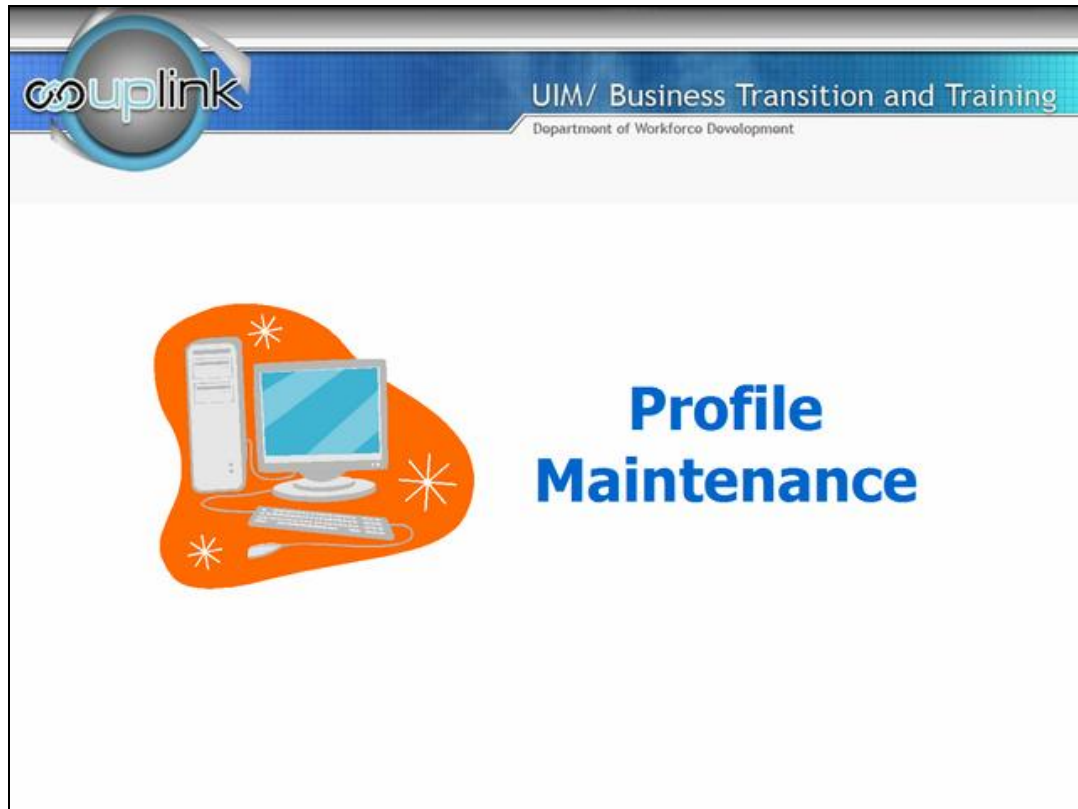 uplink
UIM/ Business Transition and Training
Department of Workforce Development
Profile
Maintenance